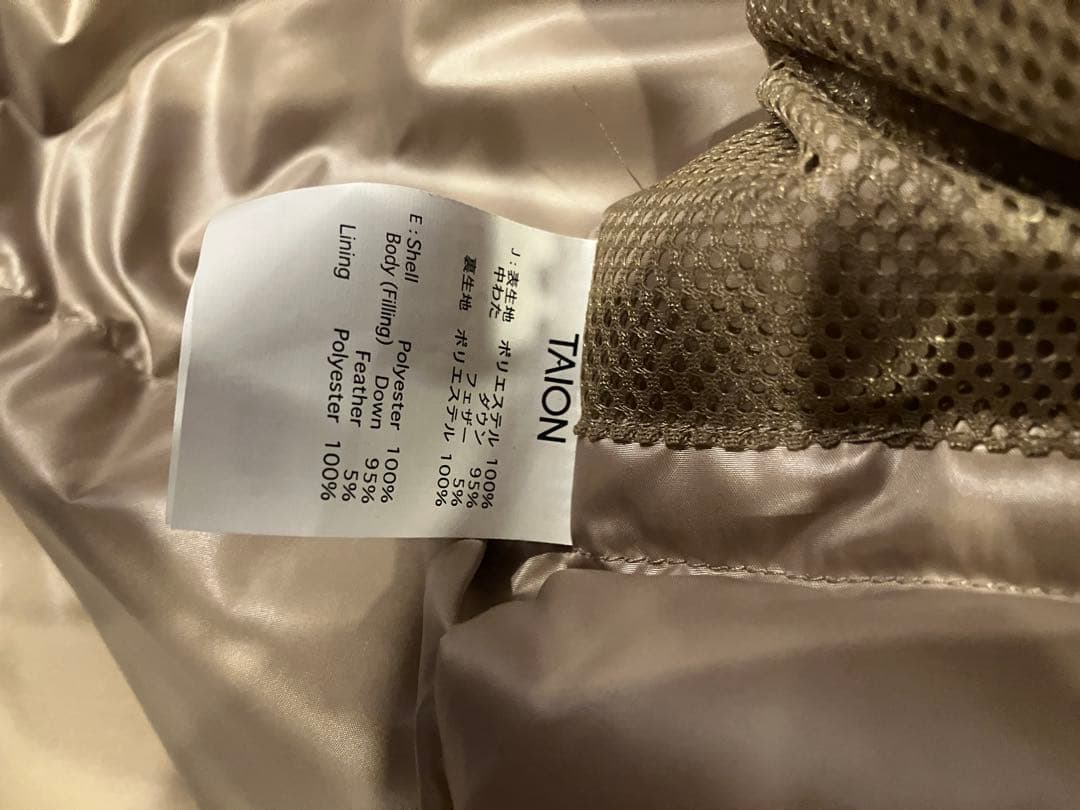 TAION
J : 表生地 ポリエステル 100%
中わた ダウン 95%
フェザー 5%
裏生地 ポリエステル 100%
E : Shell Polyester 100%
Body (Filling) Down 95%
Feather 5%
Lining Polyester 100%